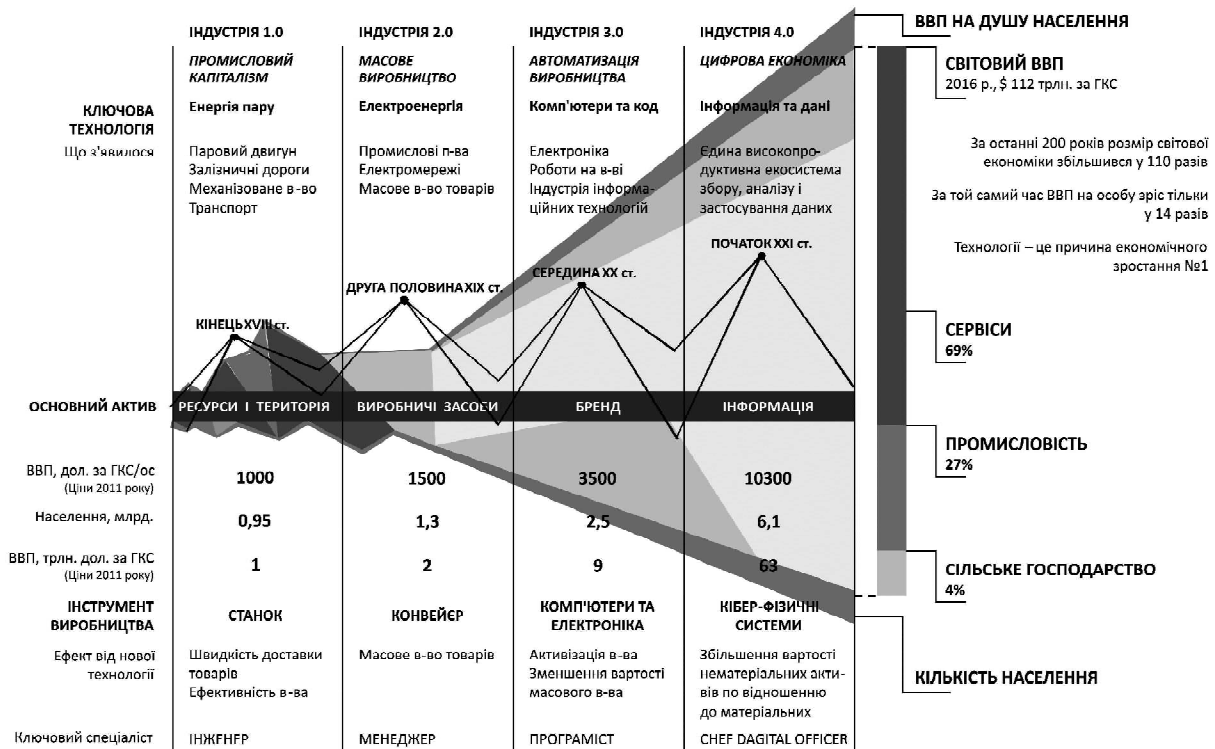 ІНДУСТРІЯ 1.0
ІНДУСТРІЯ 2.0
ІНДУСТРІЯ 3.0
ІНДУСТРІЯ 4.0
ВВП НА ДУШУ НАСЕЛЕННЯ
ПРОМИСЛОВИЙ
КАПІТАЛІЗМ
МАСОВЕ
ВИРОБНИЦТВО
АВТОМАТИЗАЦІЯ
ВИРОБНИЦТВА
ЦИФРОВА ЕКОНОМІКА
СВІТОВИЙ ВВП
2016 р., $ 112 трлн. за ГКС
КЛЮЧОВА
ТЕХНОЛОГІЯ
Енергія пару
Електроенергія
Комп'ютери та код
Інформація та дані
Що з'явилося
Паровий двигун
Залізничні дороги
Механізоване в-во
Транспорт
Промислові п-ва
Електромережі
Масове в-во товарів
Електроніка
Роботи на в-ві
Індустрія інформа-
ційних технологій
Єдина високопро-
дуктивна екосистема
збору, аналізу і
застосування даних
За останні 200 років розмір світової
економіки збільшився у 110 разів
За той самий час ВВП на особу зріс тільки
у 14 разів
Технології – це причина економічного
зростання №1
КІНЕЦЬ XVIII ст.
ДРУГА ПОЛОВИНА XIX ст.
СЕРЕДИНА XX ст.
ПОЧАТОК XXI ст.
СЕРВІСИ
69%
ОСНОВНИЙ АКТИВ
РЕСУРСИ І ТЕРИТОРІЯ
ВИРОБНИЧІ ЗАСОБИ
БРЕНД
ІНФОРМАЦІЯ
ПРОМИСЛОВІСТЬ
27%
ВВП, дол. за ГКС/ос
(Ціни 2011 року)
1000
1500
3500
10300
Населення, млрд.
0,95
1,3
2,5
6,1
ВВП, трлн. дол. за ГКС
(Ціни 2011 року)
1
2
9
63
СІЛЬСЬКЕ ГОСПОДАРСТВО
4%
ІНСТРУМЕНТ
ВИРОБНИЦТВА
СТАНОК
КОНВЕЙЄР
КОМП'ЮТЕРИ ТА
ЕЛЕКТРОНІКА
КІБЕР-ФІЗИЧНІ
СИСТЕМИ
Ефект від нової
технології
Швидкість доставки
товарів
Ефективність в-ва
Масове в-во товарів
Активізація в-ва
Зменшення вартості
масового в-ва
Збільшення вартості
нематеріальних акти-
вів по відношенню
до матеріальних
КІЛЬКІСТЬ НАСЕЛЕННЯ
Ключовий спеціаліст
ІНЖЕНЕР
МЕНЕДЖЕР
ПРОГРАМІСТ
CHEF DAGITAL OFFICER